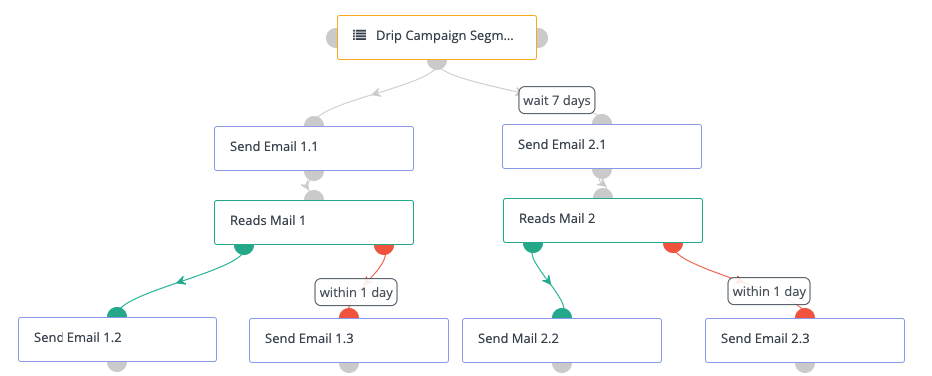 Drip Campaign Segm...
wait 7 days
Send Email 1.1
Send Email 2.1
Reads Mail 1
Reads Mail 2
within 1 day
within 1 day
Send Email 1.2
Send Email 1.3
Send Mail 2.2
Send Email 2.3